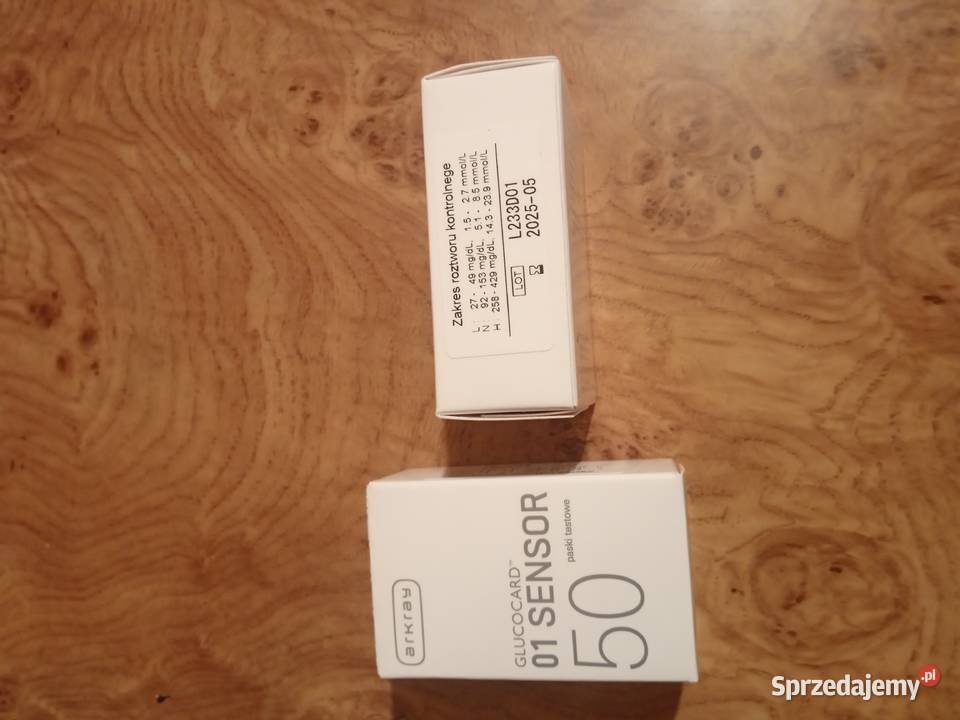 Zakres roztworu kontrolnege
L: 27 - 49 mg/dL, 1.5 - 2.7 mmol/L
N: 92 - 153 mg/dL, 5.1 - 8.5 mmol/L
H: 258 - 429 mg/dL, 14.3 - 23.9 mmol/L
LOT L233D01
2025-05
arkray
GLUCOCARD™
01 SENSOR
50 paski testowe
Sprzedajemy.pl